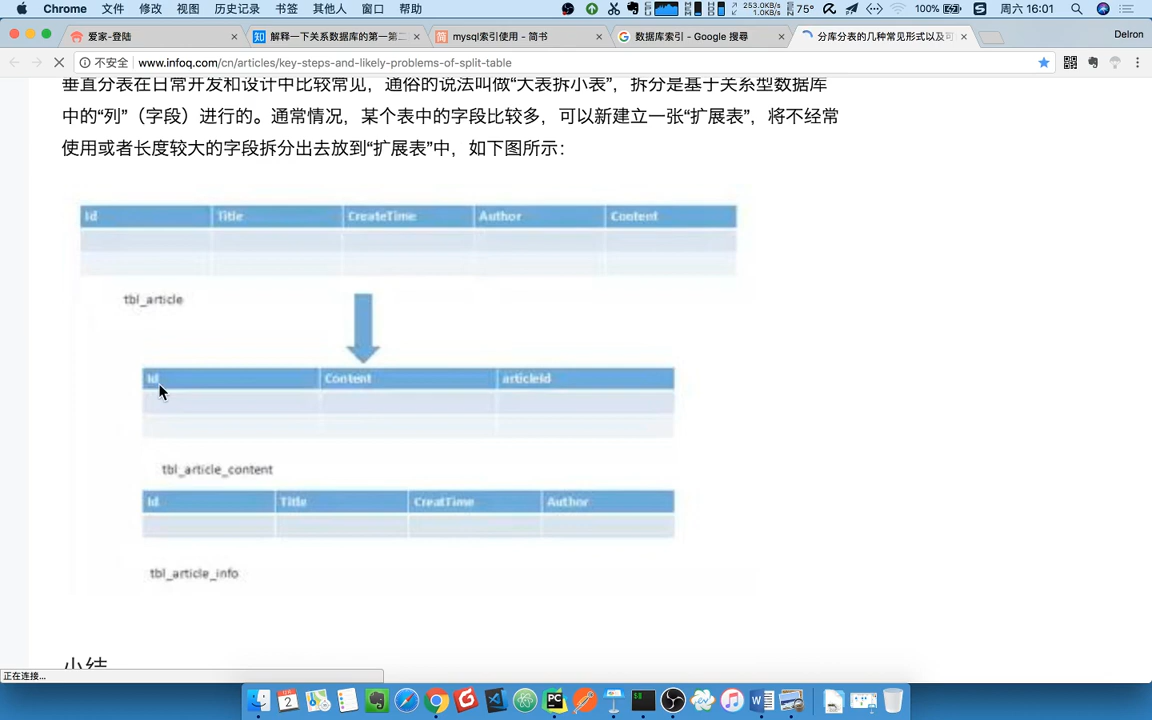 Chrome 文件 修改 视图 历史记录 书签 其他人 窗口 帮助 253.0KB/s 1.0KB/s 75° 100% 周六 16:01
爱家-登陆 解释一下关系数据库的第一第二 mysql索引使用 - 简书 数据库索引 - Google 搜尋 分库分表的几种常见形式以及可 Delron
不安全 www.infoq.com/cn/articles/key-steps-and-likely-problems-of-split-table
垂直分表在日常开发和设计中比较常见，通俗的说法叫做“大表拆小表”，拆分是基于关系型数据库
中的“列”（字段）进行的。通常情况，某个表中的字段比较多，可以新建立一张“扩展表”，将不经常
使用或者长度较大的字段拆分出去放到“扩展表”中，如下图所示：
Id Title CreateTime Author Content
tbl_article
Id Content articleId
tbl_article_content
Id Title CreatTime Author
tbl_article_info
小结
正在连接...